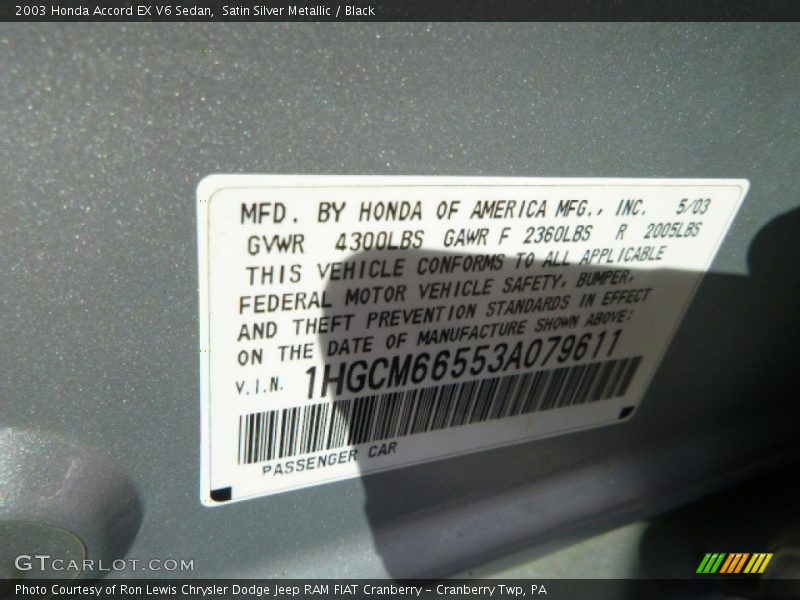 2003 Honda Accord EX V6 Sedan, Satin Silver Metallic / Black
MFD. BY HONDA OF AMERICA MFG., INC. 5/03
GVWR 4300LBS GAWR F 2360LBS R 2005LBS
THIS VEHICLE CONFORMS TO ALL APPLICABLE
FEDERAL MOTOR VEHICLE SAFETY, BUMPER,
AND THEFT PREVENTION STANDARDS IN EFFECT
ON THE DATE OF MANUFACTURE SHOWN ABOVE:
V.I.N. 1HGCM66553A079611
PASSENGER CAR
GTCARLOT.COM
Photo Courtesy of Ron Lewis Chrysler Dodge Jeep RAM FIAT Cranberry – Cranberry Twp, PA